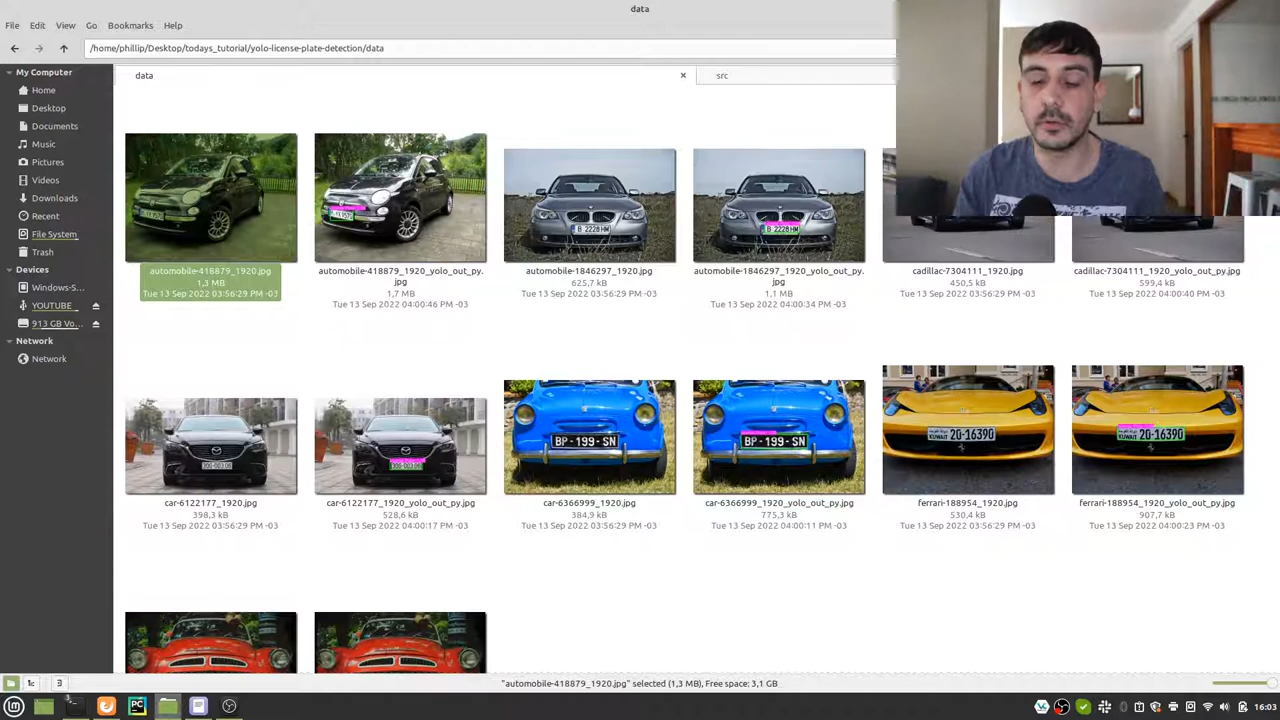 data
File Edit View Go Bookmarks Help
/home/phillip/Desktop/todays_tutorial/yolo-license-plate-detection/data
My Computer
Home
Desktop
Documents
Music
Pictures
Videos
Downloads
Recent
File System
Trash
Devices
Windows-S...
YOUTUBE
913 GB Vo...
Network
Network
data
src
automobile-418879_1920.jpg
1,3 MB
Tue 13 Sep 2022 03:56:29 PM -03
automobile-418879_1920_yolo_out_py.
jpg
1,7 MB
Tue 13 Sep 2022 04:00:46 PM -03
B 2228HM
automobile-1846297_1920.jpg
625,7 kB
Tue 13 Sep 2022 03:56:29 PM -03
B 2228HM
automobile-1846297_1920_yolo_out_py.
jpg
1,1 MB
Tue 13 Sep 2022 04:00:34 PM -03
cadillac-7304111_1920.jpg
450,5 kB
Tue 13 Sep 2022 03:56:29 PM -03
cadillac-7304111_1920_yolo_out_py.jpg
599,4 kB
Tue 13 Sep 2022 04:00:40 PM -03
car-6122177_1920.jpg
398,3 kB
Tue 13 Sep 2022 03:56:29 PM -03
car-6122177_1920_yolo_out_py.jpg
528,6 kB
Tue 13 Sep 2022 04:00:17 PM -03
BP-199-SN
car-6366999_1920.jpg
384,9 kB
Tue 13 Sep 2022 03:56:29 PM -03
BP-199-SN
car-6366999_1920_yolo_out_py.jpg
775,3 kB
Tue 13 Sep 2022 04:00:11 PM -03
KUWAIT 20-16390
ferrari-188954_1920.jpg
530,4 kB
Tue 13 Sep 2022 03:56:29 PM -03
KUWAIT 20-16390
ferrari-188954_1920_yolo_out_py.jpg
907,7 kB
Tue 13 Sep 2022 04:00:23 PM -03
"automobile-418879_1920.jpg" selected (1,3 MB), Free space: 3,1 GB
PC
16:03